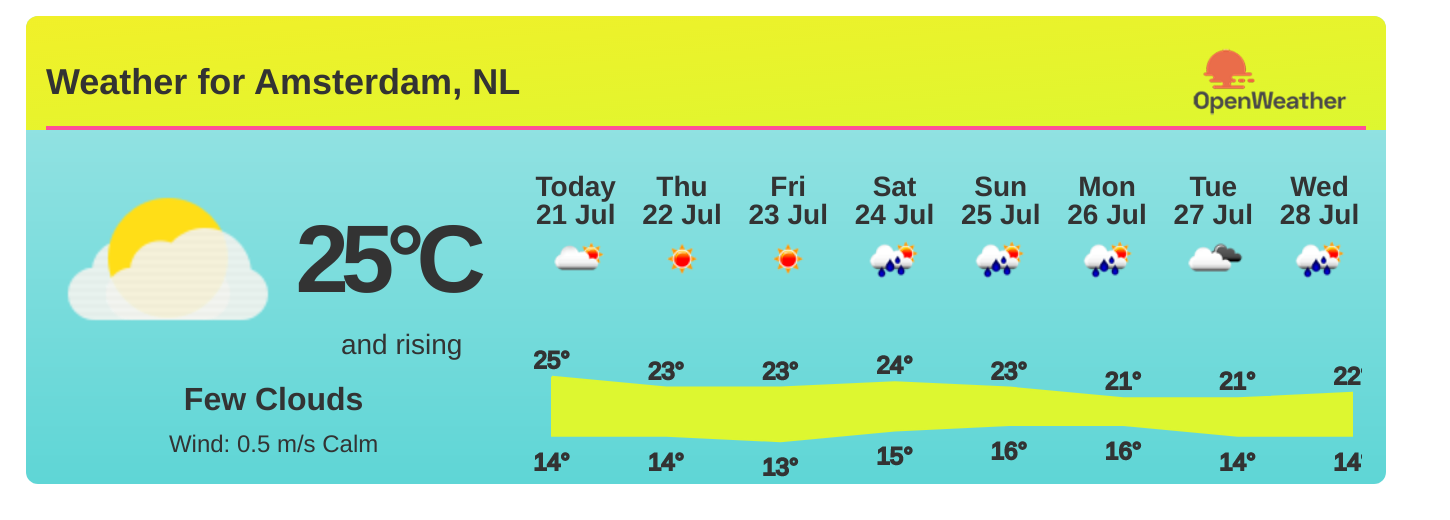 Weather for Amsterdam, NL
OpenWeather
25°C
and rising
Few Clouds
Wind: 0.5 m/s Calm
Today Thu Fri Sat Sun Mon Tue Wed
21 Jul 22 Jul 23 Jul 24 Jul 25 Jul 26 Jul 27 Jul 28 Jul
25° 23° 23° 24° 23° 21° 21° 22°
14° 14° 13° 15° 16° 16° 14° 14°